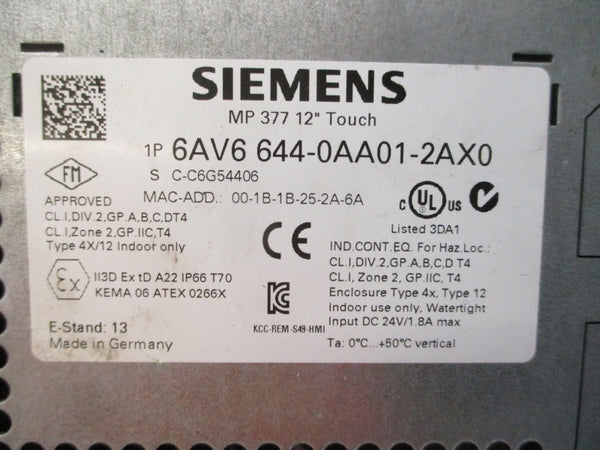 SIEMENS
MP 377 12" Touch
1P 6AV6 644-0AA01-2AX0
S C-C6G54406
MAC-ADD.: 00-1B-1B-25-2A-6A
FM
APPROVED
CL.I,DIV.2,GP.A,B,C,DT4
CL.I,Zone 2,GP.IIC,T4
Type 4X/12 Indoor only
Ex
II3D Ex tD A22 IP66 T70
KEMA 06 ATEX 0266X
E-Stand: 13
Made in Germany
CE
KCC-REM-S49-HMI
c UL us
Listed 3DA1
IND.CONT.EQ. For Haz.Loc.:
CL.I,DIV.2,GP.A,B,C,D T4
CL.I, Zone 2, GP.IIC, T4
Enclosure Type 4x, Type 12
Indoor use only, Watertight
Input DC 24V/1.8A max
Ta: 0°C...+50°C vertical